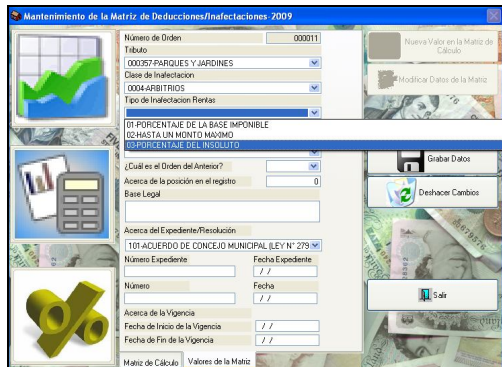 Mantenimiento de la Matriz de Deducciones/Inafectaciones-2009
Número de Orden 000011
Tributo
000357-PARQUES Y JARDINES
Clase de Inafectacion
0004-ARBITRIOS
Tipo de Inafectacion Rentas
01-PORCENTAJE DE LA BASE IMPONIBLE
02-HASTA UN MONTO MAXIMO
03-PORCENTAJE DEL INSOLUTO
¿Cuál es el Orden del Anterior?
Acerca de la posición en el registro 0
Base Legal
Acerca del Expediente/Resolución
101-ACUERDO DE CONCEJO MUNICIPAL (LEY N° 279
Número Expediente Fecha Expediente
/ /
Número Fecha
/ /
Acerca de la Vigencia
Fecha de Inicio de la Vigencia / /
Fecha de Fin de la Vigencia / /
Matriz de Cálculo Valores de la Matriz
Nueva Valor en la Matriz de
Cálculo
Modificar Datos de la Matriz
Grabar Datos
Deshacer Cambios
Salir